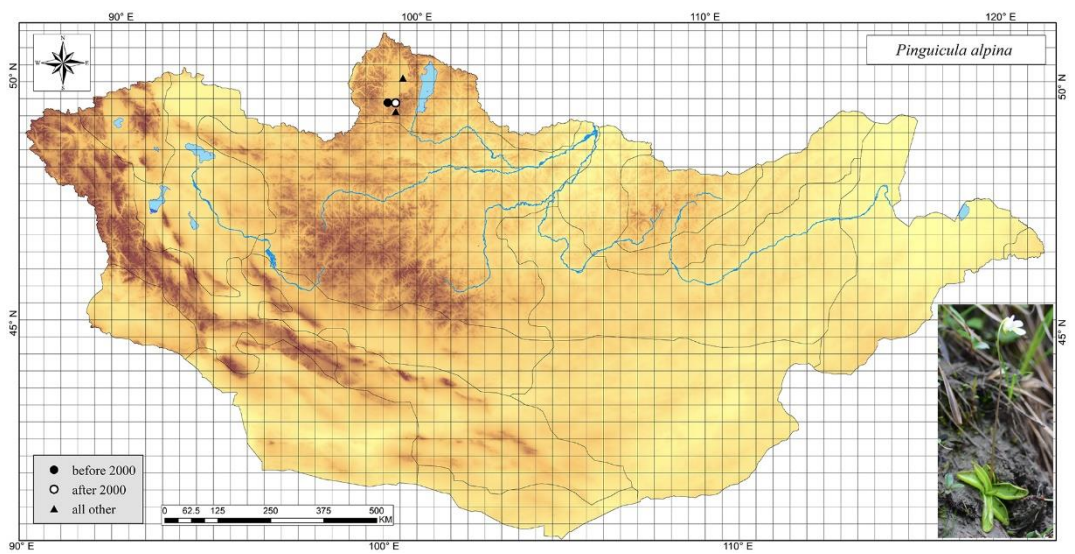 90° E 100° E 110° E 120° E
N
W E
S
Pinguicula alpina
50° N 50° N
45° N 45° N
before 2000
after 2000
all other
0 62.5 125 250 375 500
KM
90° E 100° E 110° E 120° E